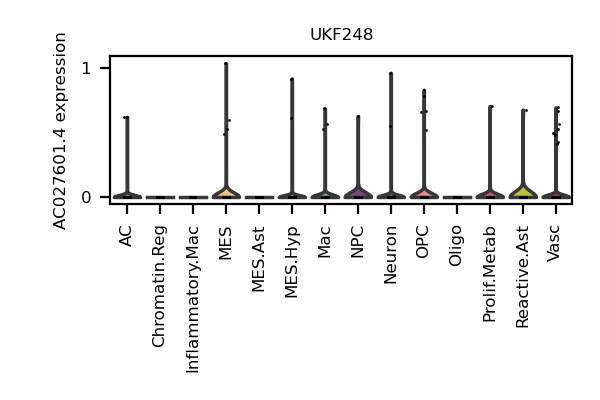 UKF248
AC027601.4 expression
1
0
AC
Chromatin.Reg
Inflammatory.Mac
MES
MES.Ast
MES.Hyp
Mac
NPC
Neuron
OPC
Oligo
Prolif.Metab
Reactive.Ast
Vasc